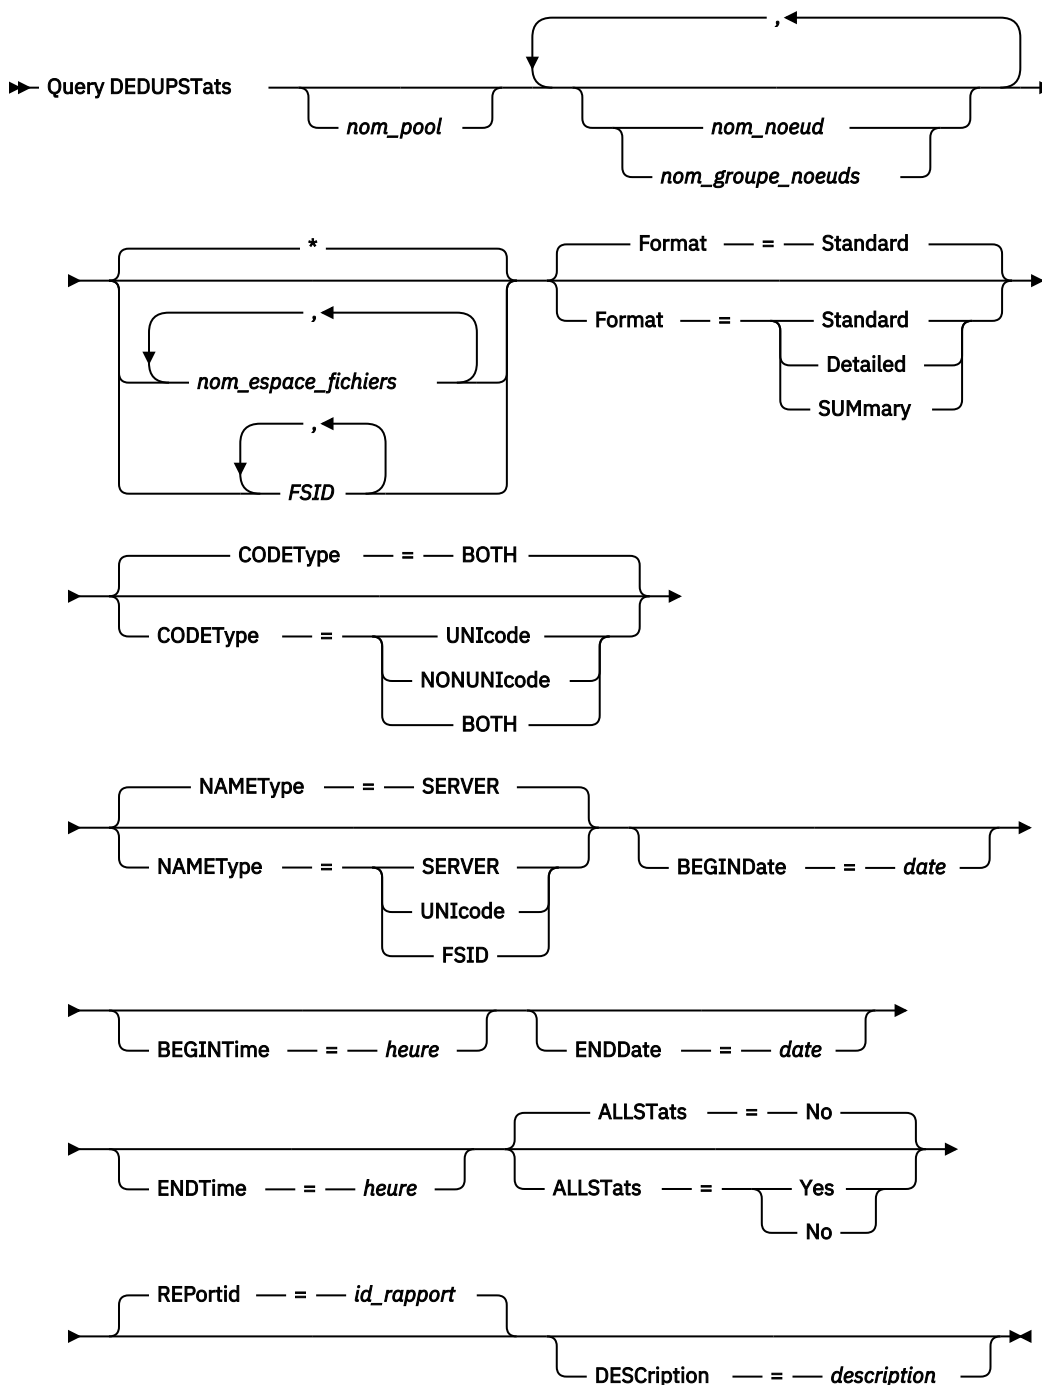 ,
Query DEDUPSTats
nom_pool
nom_noeud
nom_groupe_noeuds
*
,
nom_espace_fichiers
,
FSID
Format = Standard
Format = Standard
Detailed
SUMmary
CODEType = BOTH
CODEType = UNIcode
NONUNIcode
BOTH
NAMEType = SERVER
NAMEType = SERVER
UNIcode
FSID
BEGINDate = date
BEGINTime = heure
ENDDate = date
ENDTime = heure
ALLSTats = No
ALLSTats = Yes
No
REPortid = id_rapport
DESCription = description